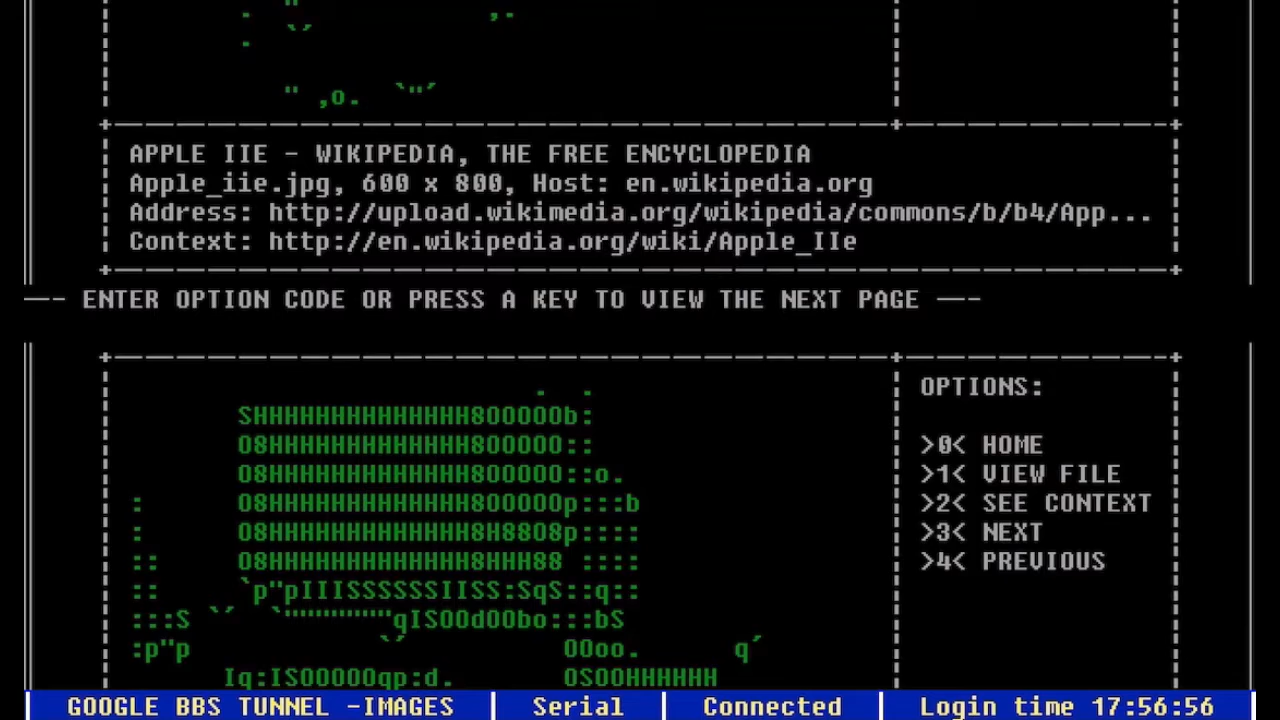 APPLE IIE - WIKIPEDIA, THE FREE ENCYCLOPEDIA
Apple_iie.jpg, 600 x 800, Host: en.wikipedia.org
Address: http://upload.wikimedia.org/wikipedia/commons/b/b4/App...
Context: http://en.wikipedia.org/wiki/Apple_IIe
--- ENTER OPTION CODE OR PRESS A KEY TO VIEW THE NEXT PAGE ---
OPTIONS:
>0< HOME
>1< VIEW FILE
>2< SEE CONTEXT
>3< NEXT
>4< PREVIOUS
GOOGLE BBS TUNNEL -IMAGES
Serial
Connected
Login time 17:56:56